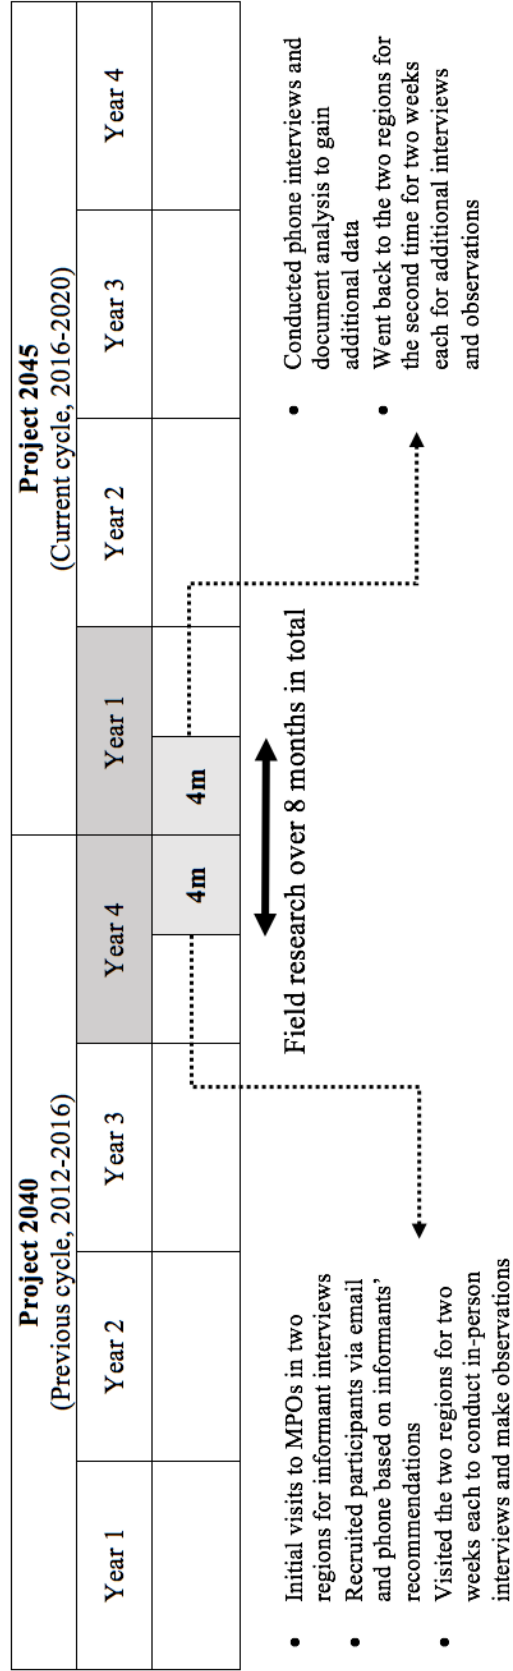 Project 2040
(Previous cycle, 2012-2016)
Project 2045
(Current cycle, 2016-2020)
Year 1
Year 2
Year 3
Year 4
Year 1
Year 2
Year 3
Year 4
4m
4m
Field research over 8 months in total
• Initial visits to MPOs in two
regions for informant interviews
• Recruited participants via email
and phone based on informants’
recommendations
• Visited the two regions for two
weeks each to conduct in-person
interviews and make observations
• Conducted phone interviews and
document analysis to gain
additional data
• Went back to the two regions for
the second time for two weeks
each for additional interviews
and observations